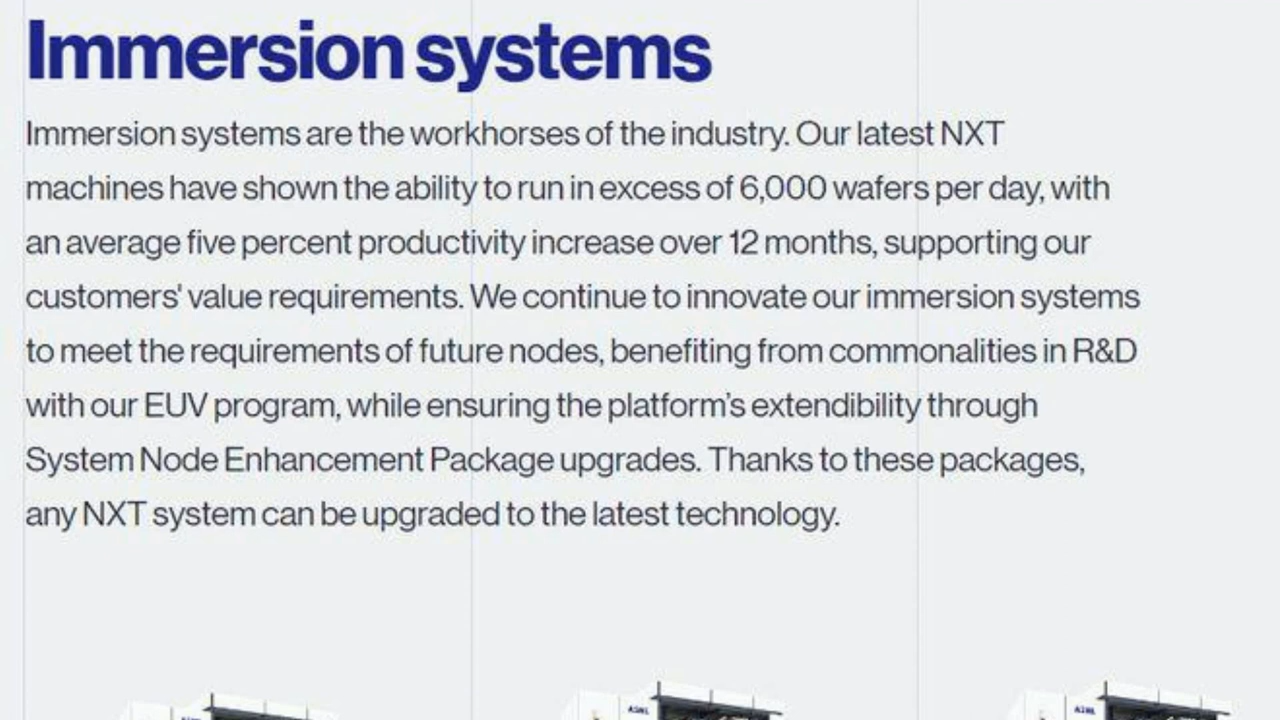 Immersion systems
Immersion systems are the workhorses of the industry. Our latest NXT
machines have shown the ability to run in excess of 6,000 wafers per day, with
an average five percent productivity increase over 12 months, supporting our
customers' value requirements. We continue to innovate our immersion systems
to meet the requirements of future nodes, benefiting from commonalities in R&D
with our EUV program, while ensuring the platform’s extendibility through
System Node Enhancement Package upgrades. Thanks to these packages,
any NXT system can be upgraded to the latest technology.
ASML
ASML